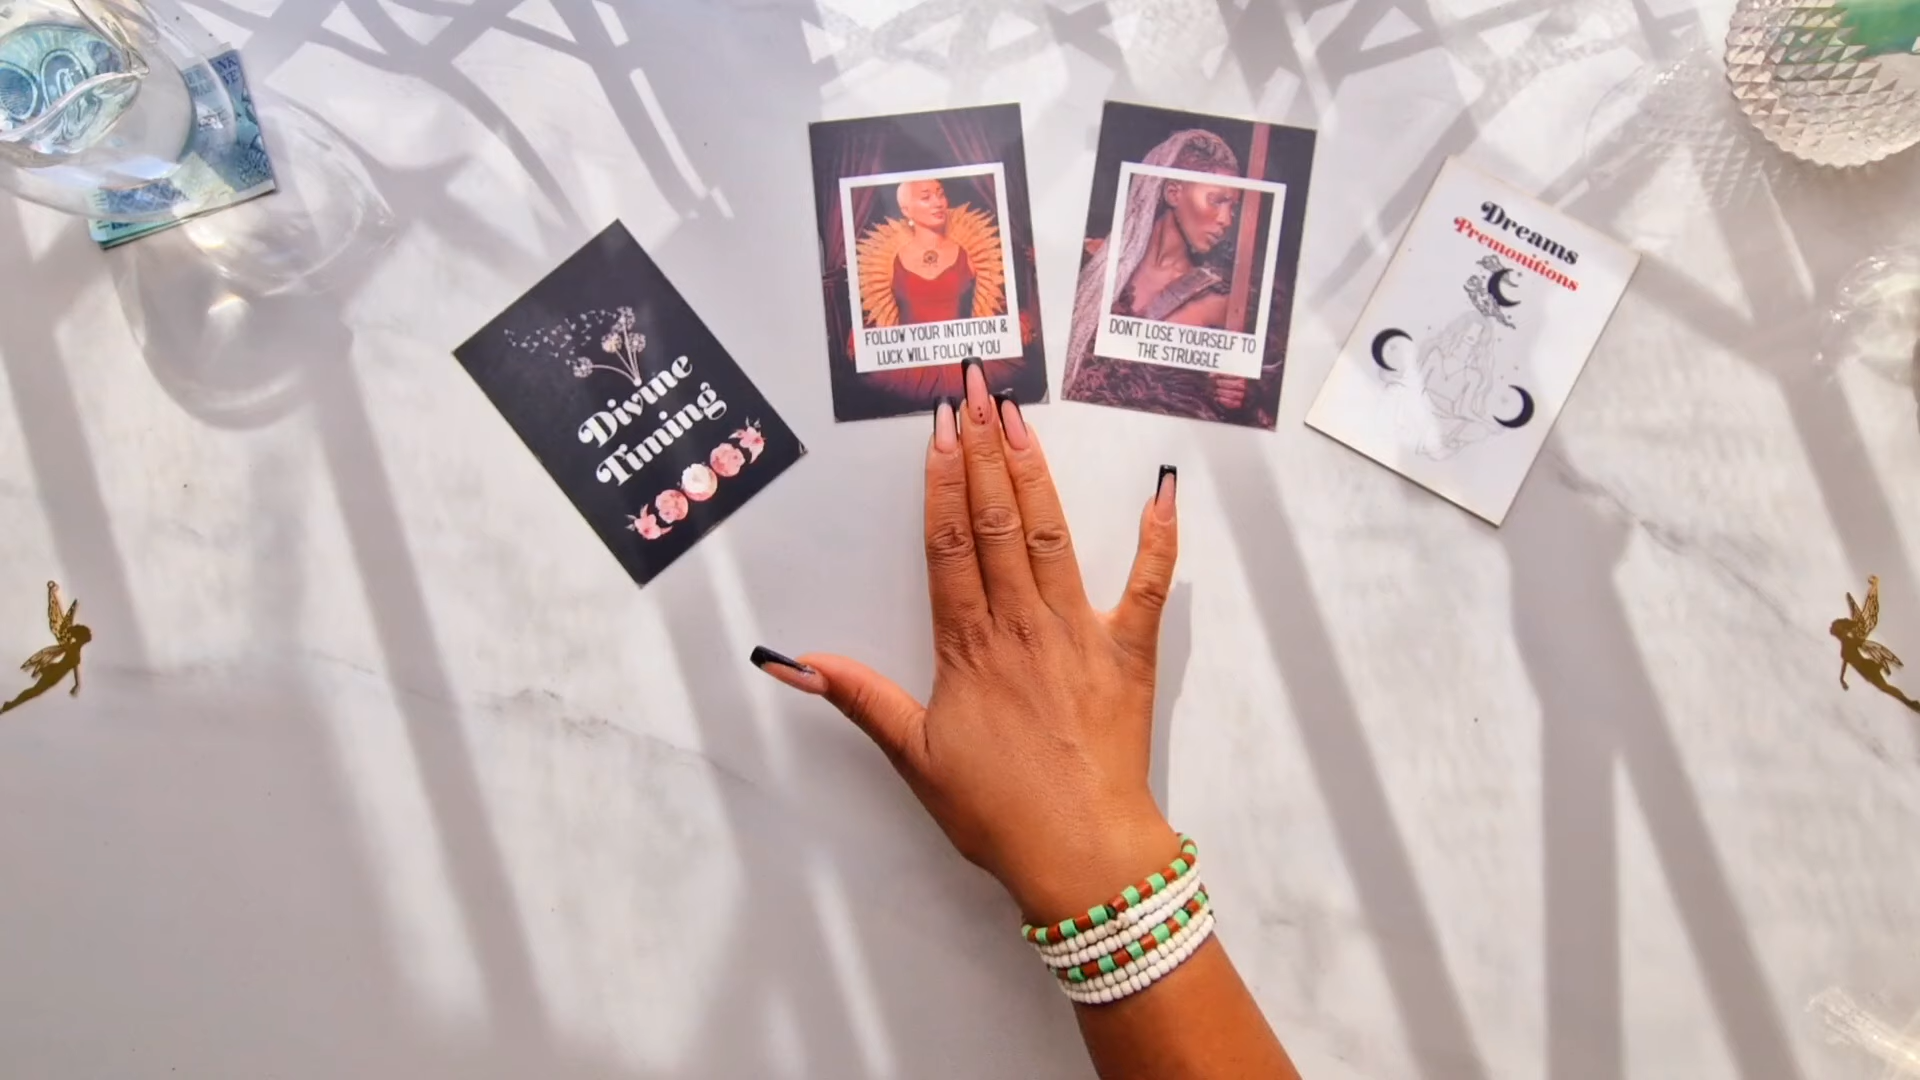 Divine
Timing
FOLLOW YOUR INTUITION &
LUCK WILL FOLLOW YOU
DON'T LOSE YOURSELF TO
THE STRUGGLE
Dreams
Premonitions